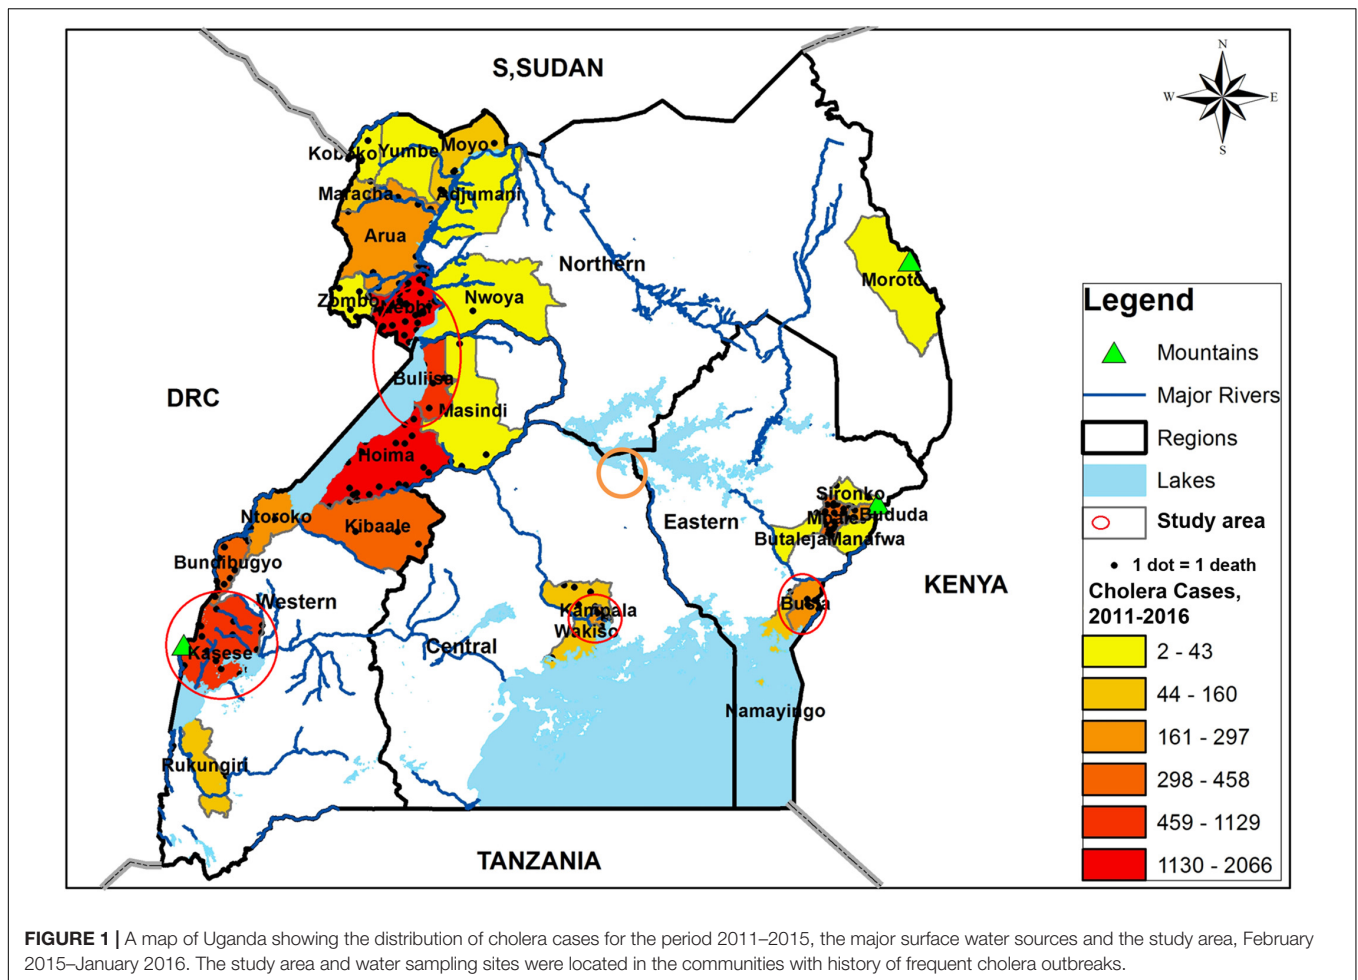 S,SUDAN
N
W
E
S
Koboko
Yumbe
Moyo
Maracha
Adjumani
Arua
Northern
Moroto
Zombo
Nebbi
Nwoya
Legend
Mountains
DRC
Buliisa
Masindi
Major Rivers
Regions
Hoima
Lakes
Sironko
Ntoroko
Kibaale
Eastern
Bududa
Study area
Butaleja
Manafwa
Bundibugyo
1 dot = 1 death
KENYA
Cholera Cases,
2011-2016
Western
Kampala
Busia
Wakiso
Central
Kasese
2 - 43
44 - 160
Namayingo
161 - 297
Rukungiri
298 - 458
459 - 1129
TANZANIA
1130 - 2066
FIGURE 1 | A map of Uganda showing the distribution of cholera cases for the period 2011–2015, the major surface water sources and the study area, February
2015–January 2016. The study area and water sampling sites were located in the communities with history of frequent cholera outbreaks.